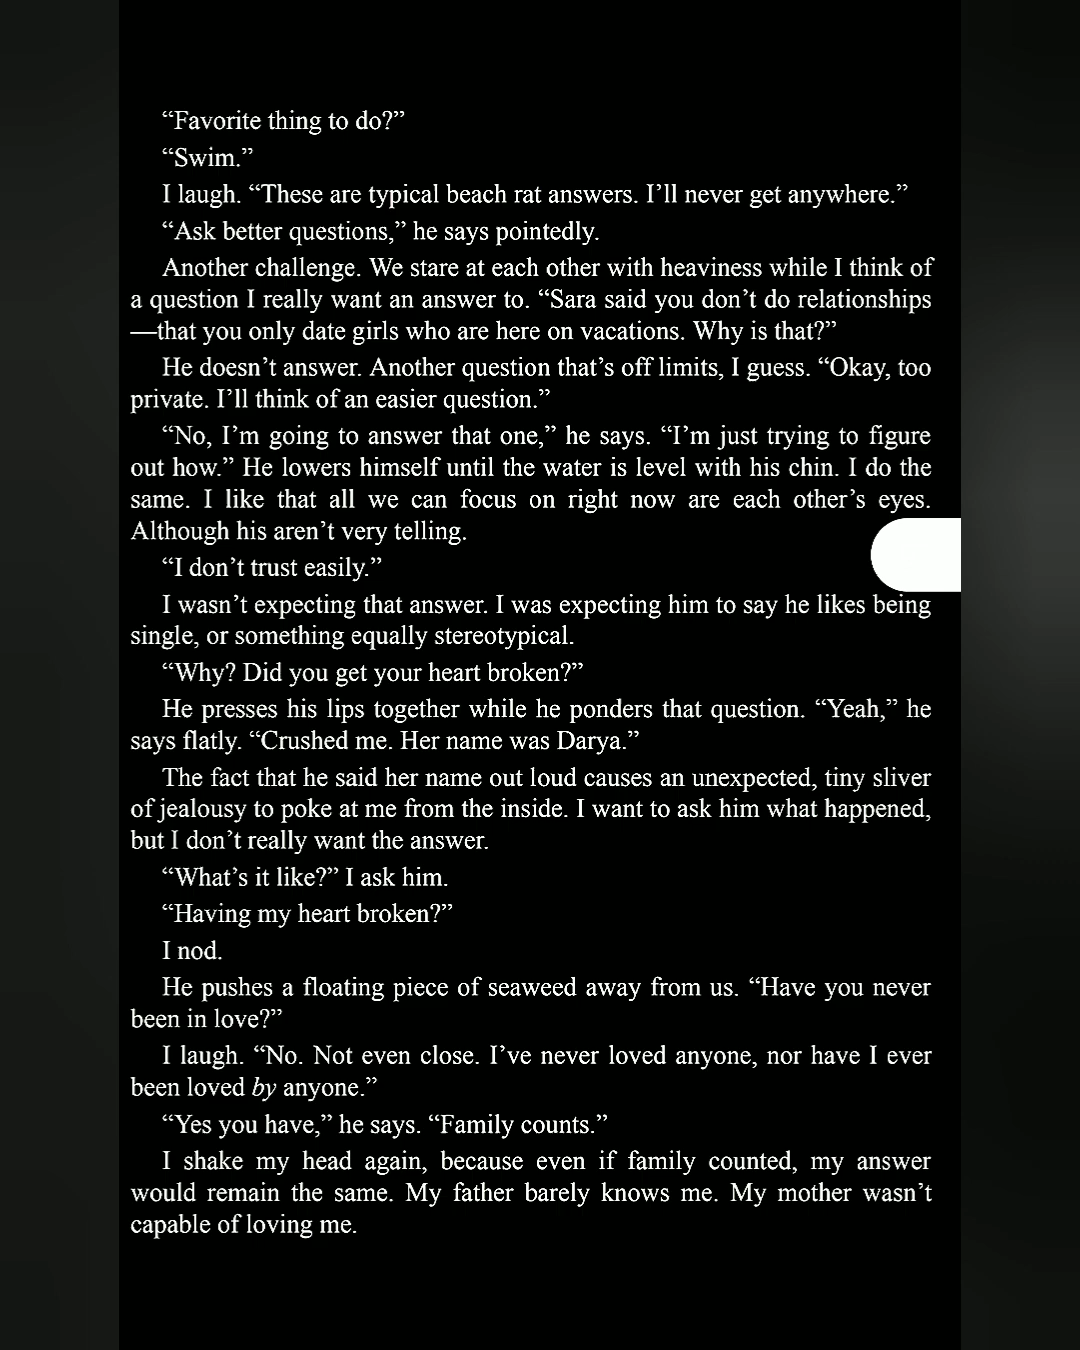 “Favorite thing to do?”
“Swim.”
I laugh. “These are typical beach rat answers. I’ll never get anywhere.”
“Ask better questions,” he says pointedly.
Another challenge. We stare at each other with heaviness while I think of
a question I really want an answer to. “Sara said you don’t do relationships
—that you only date girls who are here on vacations. Why is that?”
He doesn’t answer. Another question that’s off limits, I guess. “Okay, too
private. I’ll think of an easier question.”
“No, I’m going to answer that one,” he says. “I’m just trying to figure
out how.” He lowers himself until the water is level with his chin. I do the
same. I like that all we can focus on right now are each other’s eyes.
Although his aren’t very telling.
“I don’t trust easily.”
I wasn’t expecting that answer. I was expecting him to say he likes being
single, or something equally stereotypical.
“Why? Did you get your heart broken?”
He presses his lips together while he ponders that question. “Yeah,” he
says flatly. “Crushed me. Her name was Darya.”
The fact that he said her name out loud causes an unexpected, tiny sliver
of jealousy to poke at me from the inside. I want to ask him what happened,
but I don’t really want the answer.
“What’s it like?” I ask him.
“Having my heart broken?”
I nod.
He pushes a floating piece of seaweed away from us. “Have you never
been in love?”
I laugh. “No. Not even close. I’ve never loved anyone, nor have I ever
been loved by anyone.”
“Yes you have,” he says. “Family counts.”
I shake my head again, because even if family counted, my answer
would remain the same. My father barely knows me. My mother wasn’t
capable of loving me.